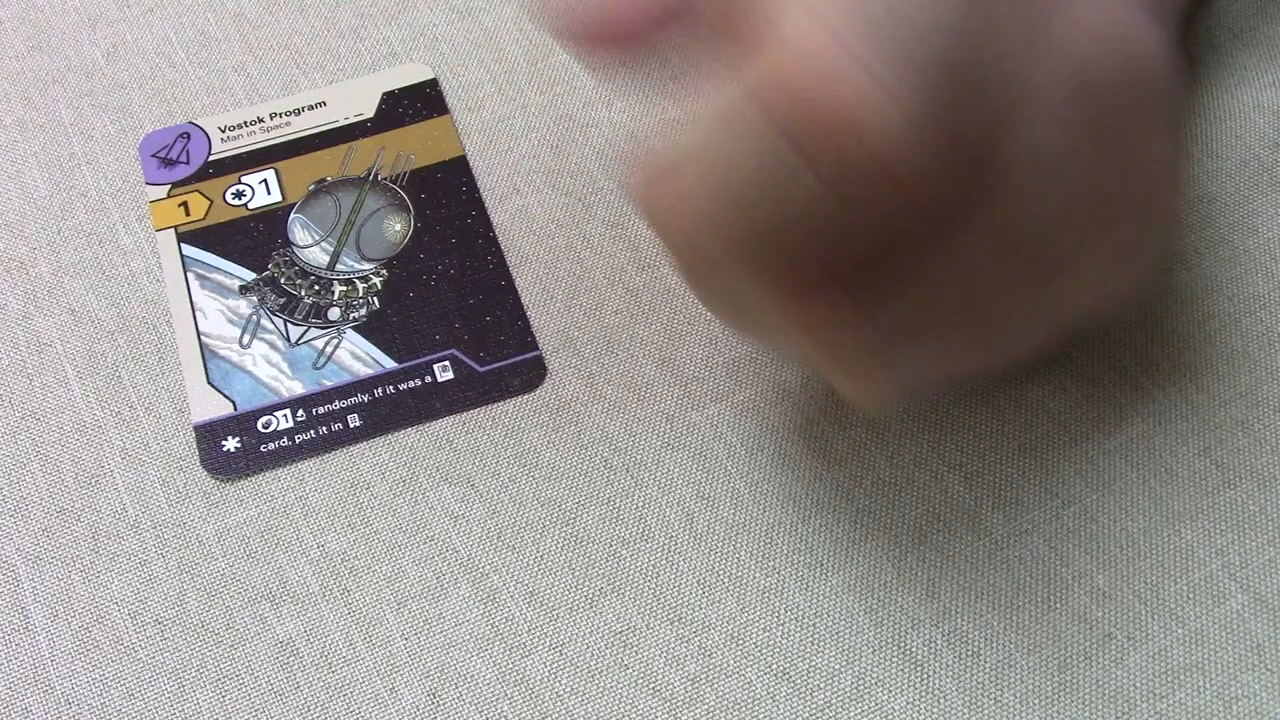 Vostok Program
Man in Space
1
1
1 randomly. If it was a
card, put it in